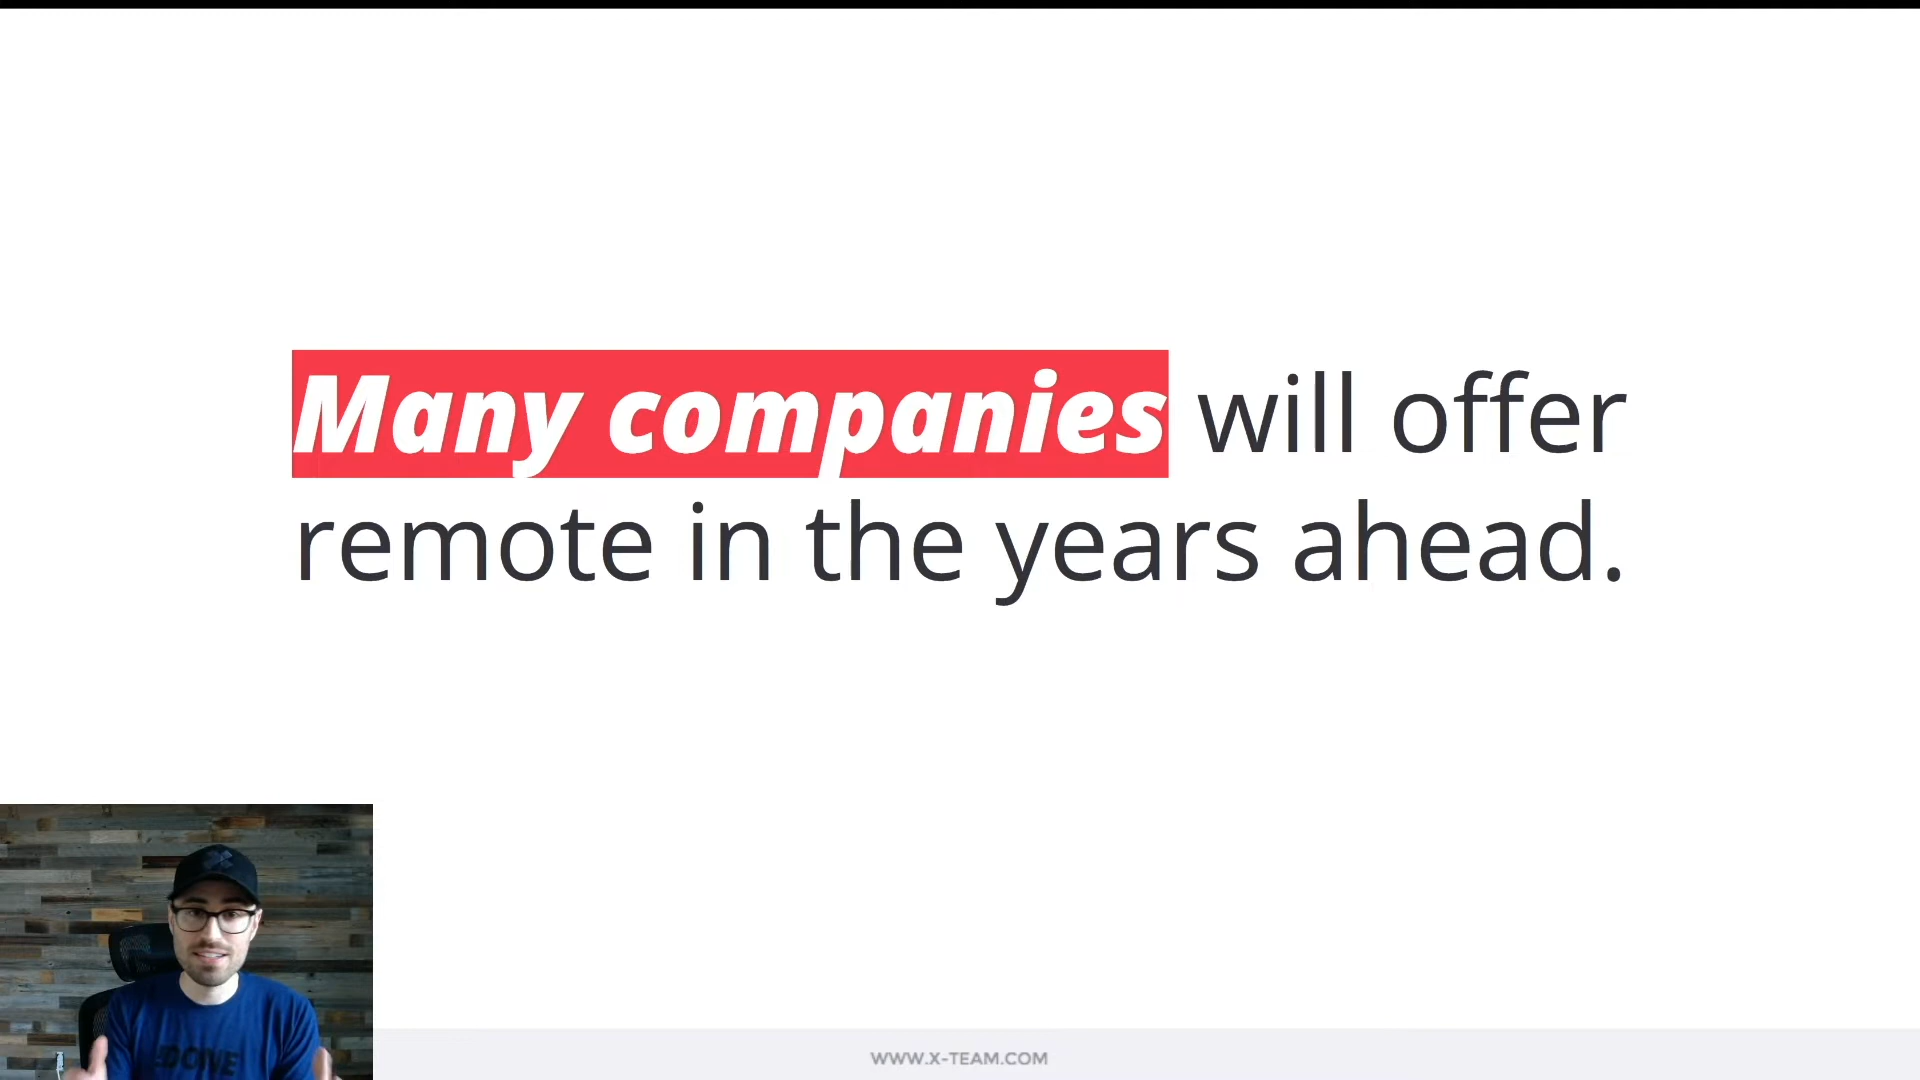 Many companies will offer
remote in the years ahead.
WWW.X-TEAM.COM